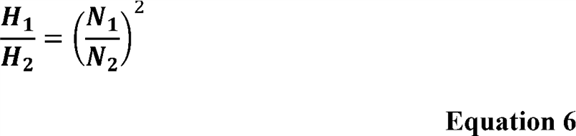 H₁/H₂ = (N₁/N₂)²
Equation 6